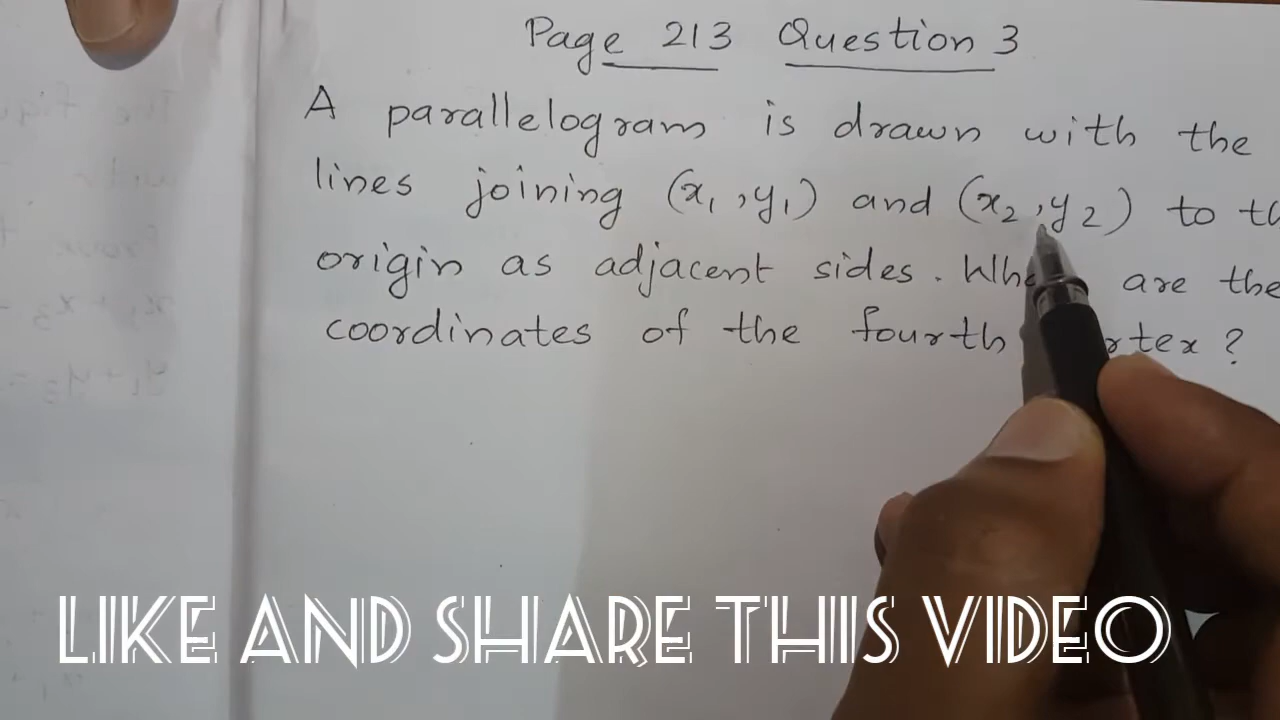 Page 213 Question 3
A parallelogram is drawn with the
lines joining (x₁,y₁) and (x₂,y₂) to
origin as adjacent sides. are the
coordinates of the fourth ?
LIKE AND SHARE THIS VIDEO